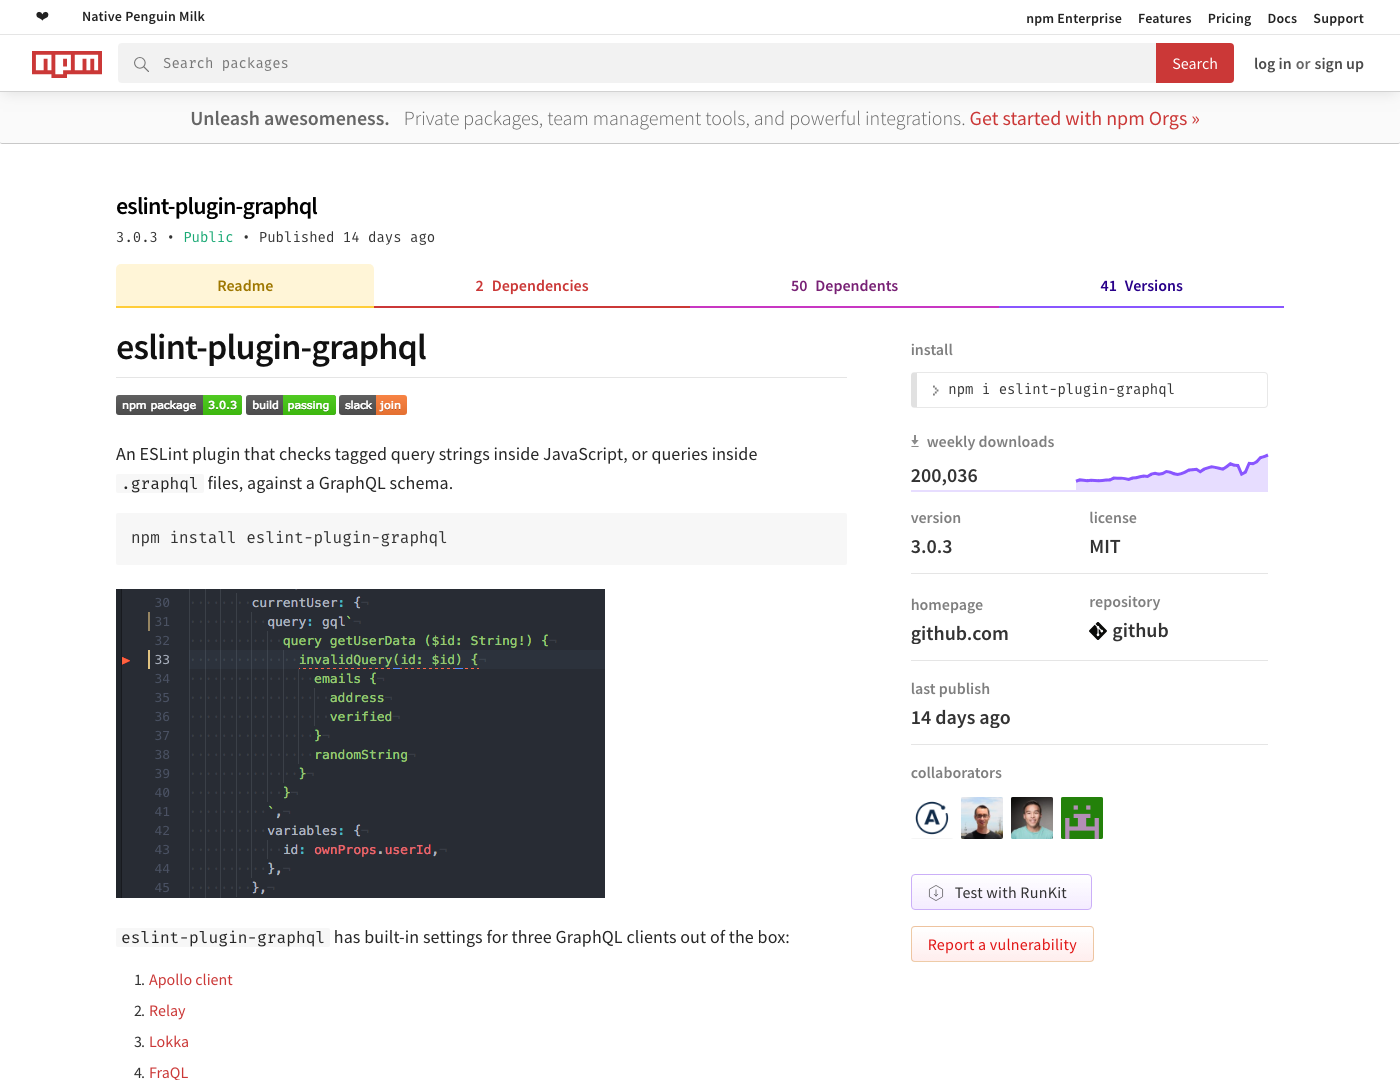 ❤ Native Penguin Milk
npm Enterprise Features Pricing Docs Support
npm Search packages Search log in or sign up
Unleash awesomeness. Private packages, team management tools, and powerful integrations. Get started with npm Orgs »
eslint-plugin-graphql
3.0.3 • Public • Published 14 days ago
Readme 2 Dependencies 50 Dependents 41 Versions
eslint-plugin-graphql
npm package 3.0.3 build passing slack join
An ESLint plugin that checks tagged query strings inside JavaScript, or queries inside
.graphql files, against a GraphQL schema.
npm install eslint-plugin-graphql
30 currentUser: {
31 query: gql`
32 query getUserData ($id: String!) {
33 invalidQuery(id: $id) {
34 emails {
35 address
36 verified
37 }
38 randomString
39 }
40 }
41 `,
42 variables: {
43 id: ownProps.userId,
44 },
45 },
eslint-plugin-graphql has built-in settings for three GraphQL clients out of the box:
1. Apollo client
2. Relay
3. Lokka
4. FraQL
install
npm i eslint-plugin-graphql
weekly downloads
200,036
version
3.0.3
license
MIT
homepage
github.com
repository
github
last publish
14 days ago
collaborators
A
Test with RunKit
Report a vulnerability